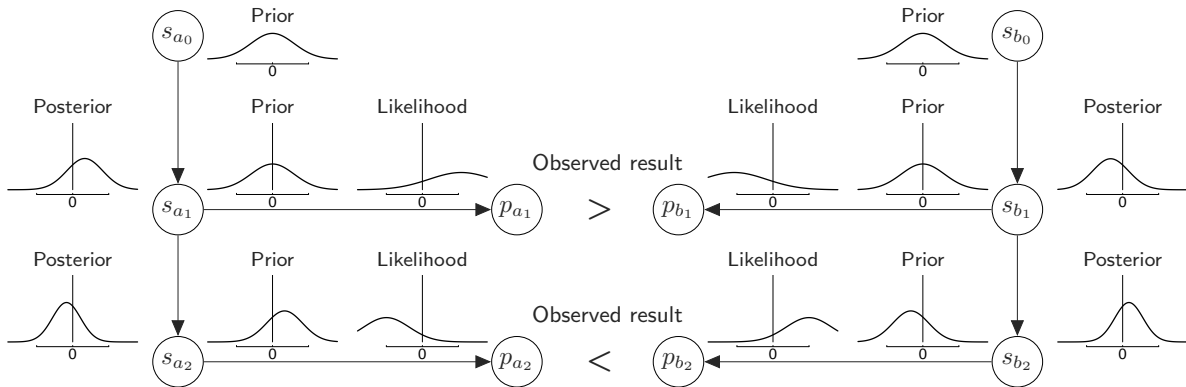 Prior
Prior
s_{a_0}
s_{b_0}
0
0
Posterior
Prior
Likelihood
Likelihood
Prior
Posterior
Observed result
0
0
0
0
0
0
s_{a_1}
p_{a_1}
>
p_{b_1}
s_{b_1}
Posterior
Prior
Likelihood
Likelihood
Prior
Posterior
Observed result
0
0
0
0
0
0
s_{a_2}
p_{a_2}
<
p_{b_2}
s_{b_2}